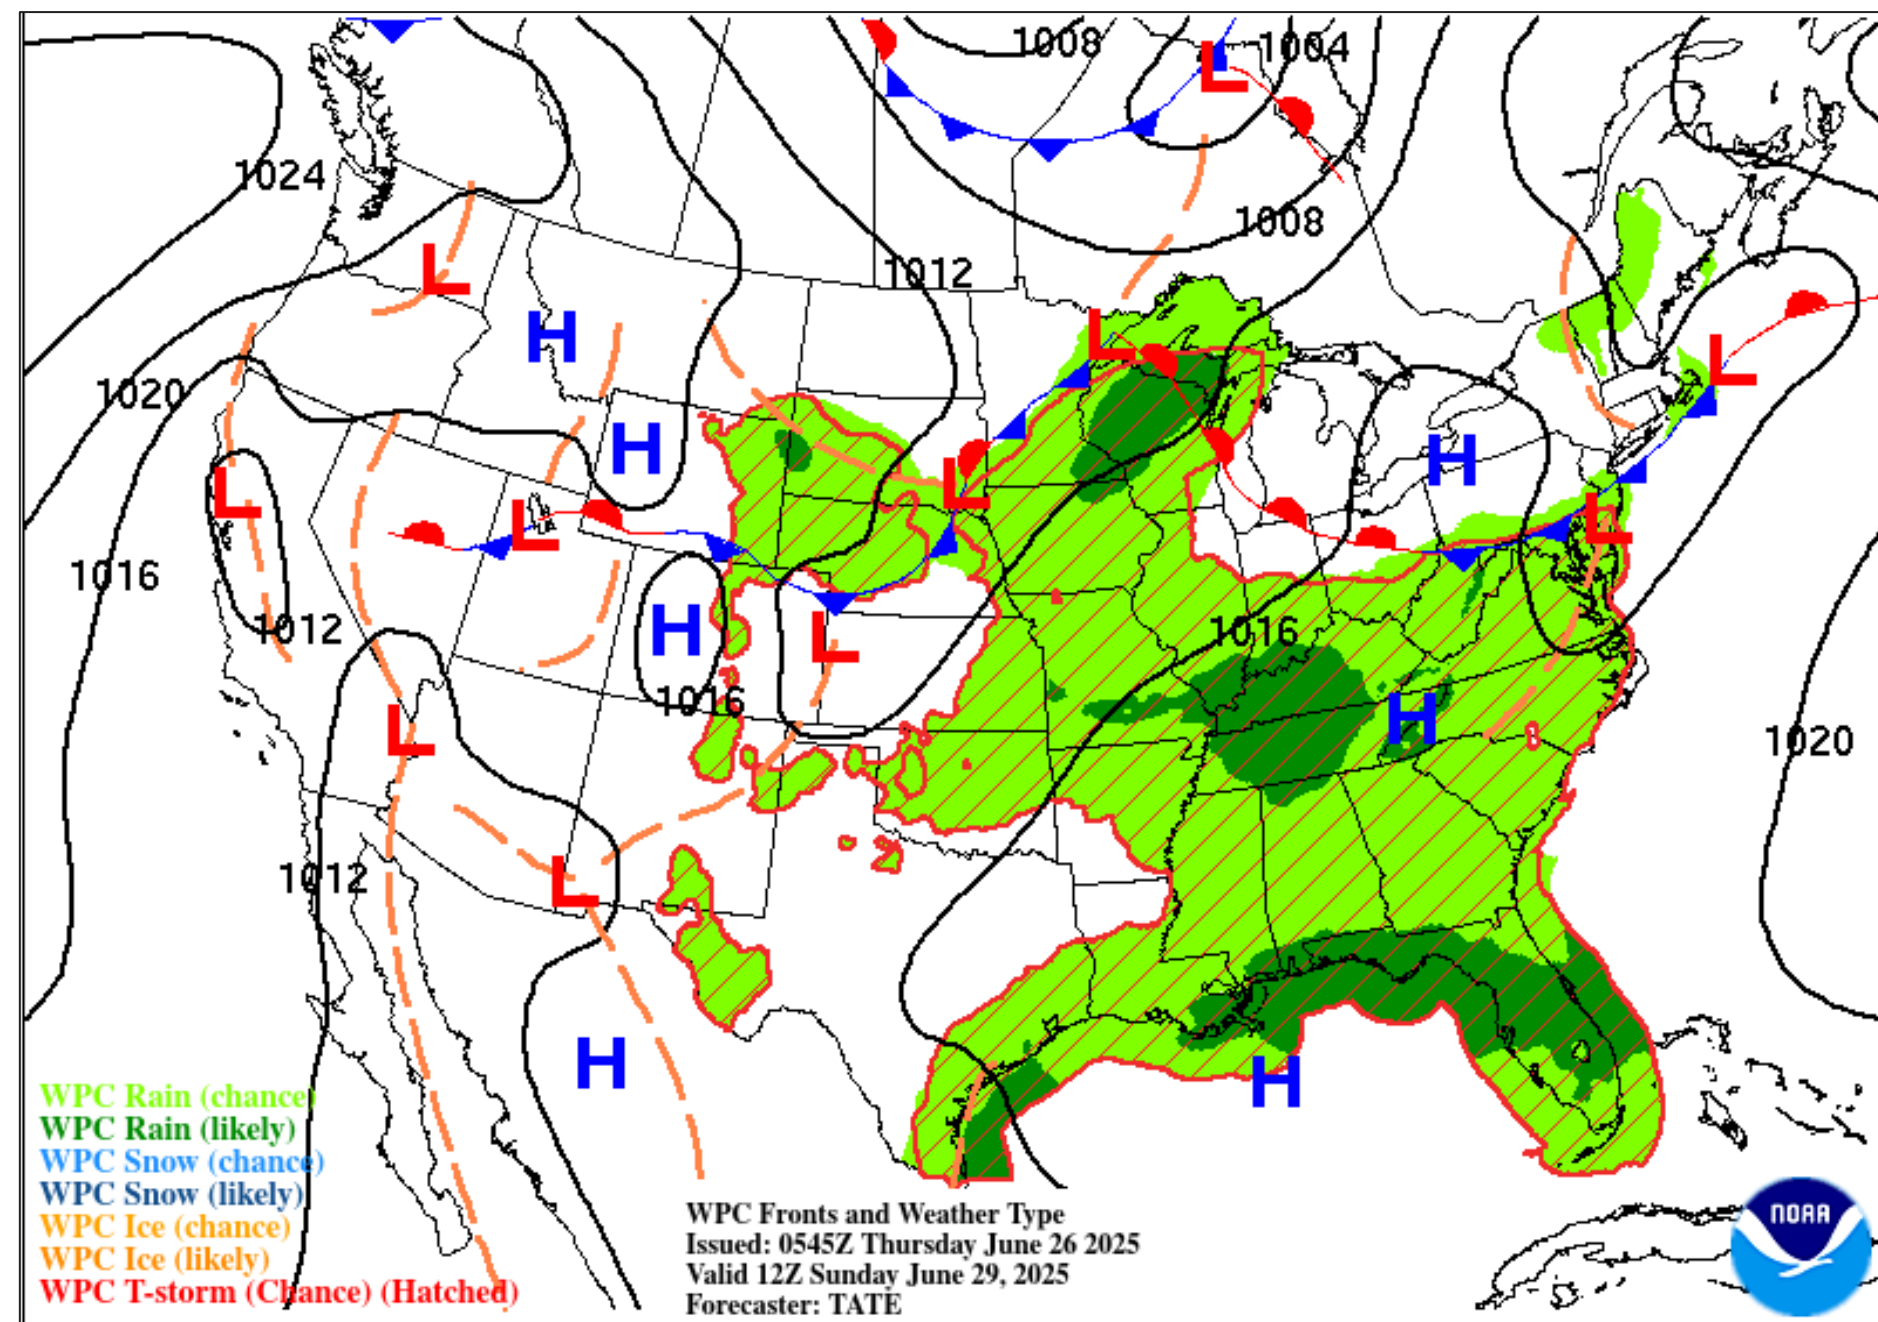 1008
1004
1024
1008
1012
1020
1016
1012
1016
1016
1020
1012
L
L
H
L
L
H
H
L
L
L
H
L
H
L
L
H
L
H
H
WPC Rain (chance)
WPC Rain (likely)
WPC Snow (chance)
WPC Snow (likely)
WPC Ice (chance)
WPC Ice (likely)
WPC T-storm (Chance) (Hatched)
WPC Fronts and Weather Type
Issued: 0545Z Thursday June 26 2025
Valid 12Z Sunday June 29, 2025
Forecaster: TATE
NOAA